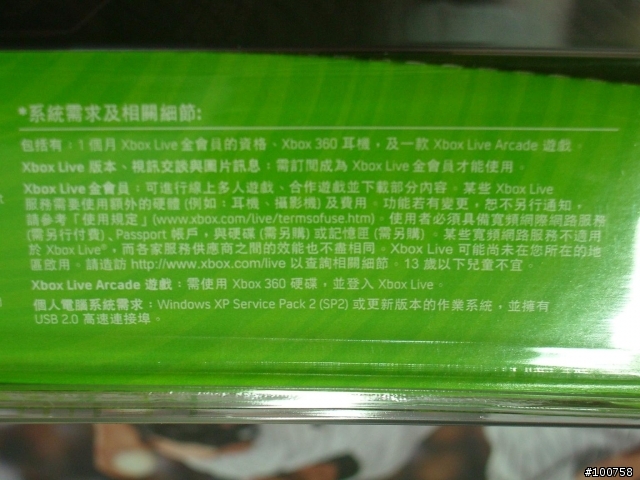 *系統需求及相關細節:
包括有：1 個月 Xbox Live 金會員的資格、Xbox 360 耳機，及一款 Xbox Live Arcade 遊戲。
Xbox Live 版本、視訊交談與圖片訊息：需訂閱成為 Xbox Live 金會員才能使用。
Xbox Live 金會員：可進行線上多人遊戲、合作遊戲並下載部分內容。某些 Xbox Live
服務需要使用額外的硬體 (例如：耳機、攝影機) 及費用。功能若有變更，恕不另行通知，
請參考「使用規定」(www.xbox.com/live/termsofuse.htm)。使用者必須具備寬頻網際網路服務
(需另行付費)、Passport 帳戶，與硬碟 (需另購) 或記憶匣 (需另購)。某些寬頻網路服務不適用
於 Xbox Live®，而各家服務供應商之間的效能也不盡相同。Xbox Live 可能尚未在您所在的地
區啟用。請造訪 http://www.xbox.com/live 以查詢相關細節。13 歲以下兒童不宜。
Xbox Live Arcade 遊戲：需使用 Xbox 360 硬碟，並登入 Xbox Live。
個人電腦系統需求：Windows XP Service Pack 2 (SP2) 或更新版本的作業系統，並擁有
USB 2.0 高速連接埠。
#100758